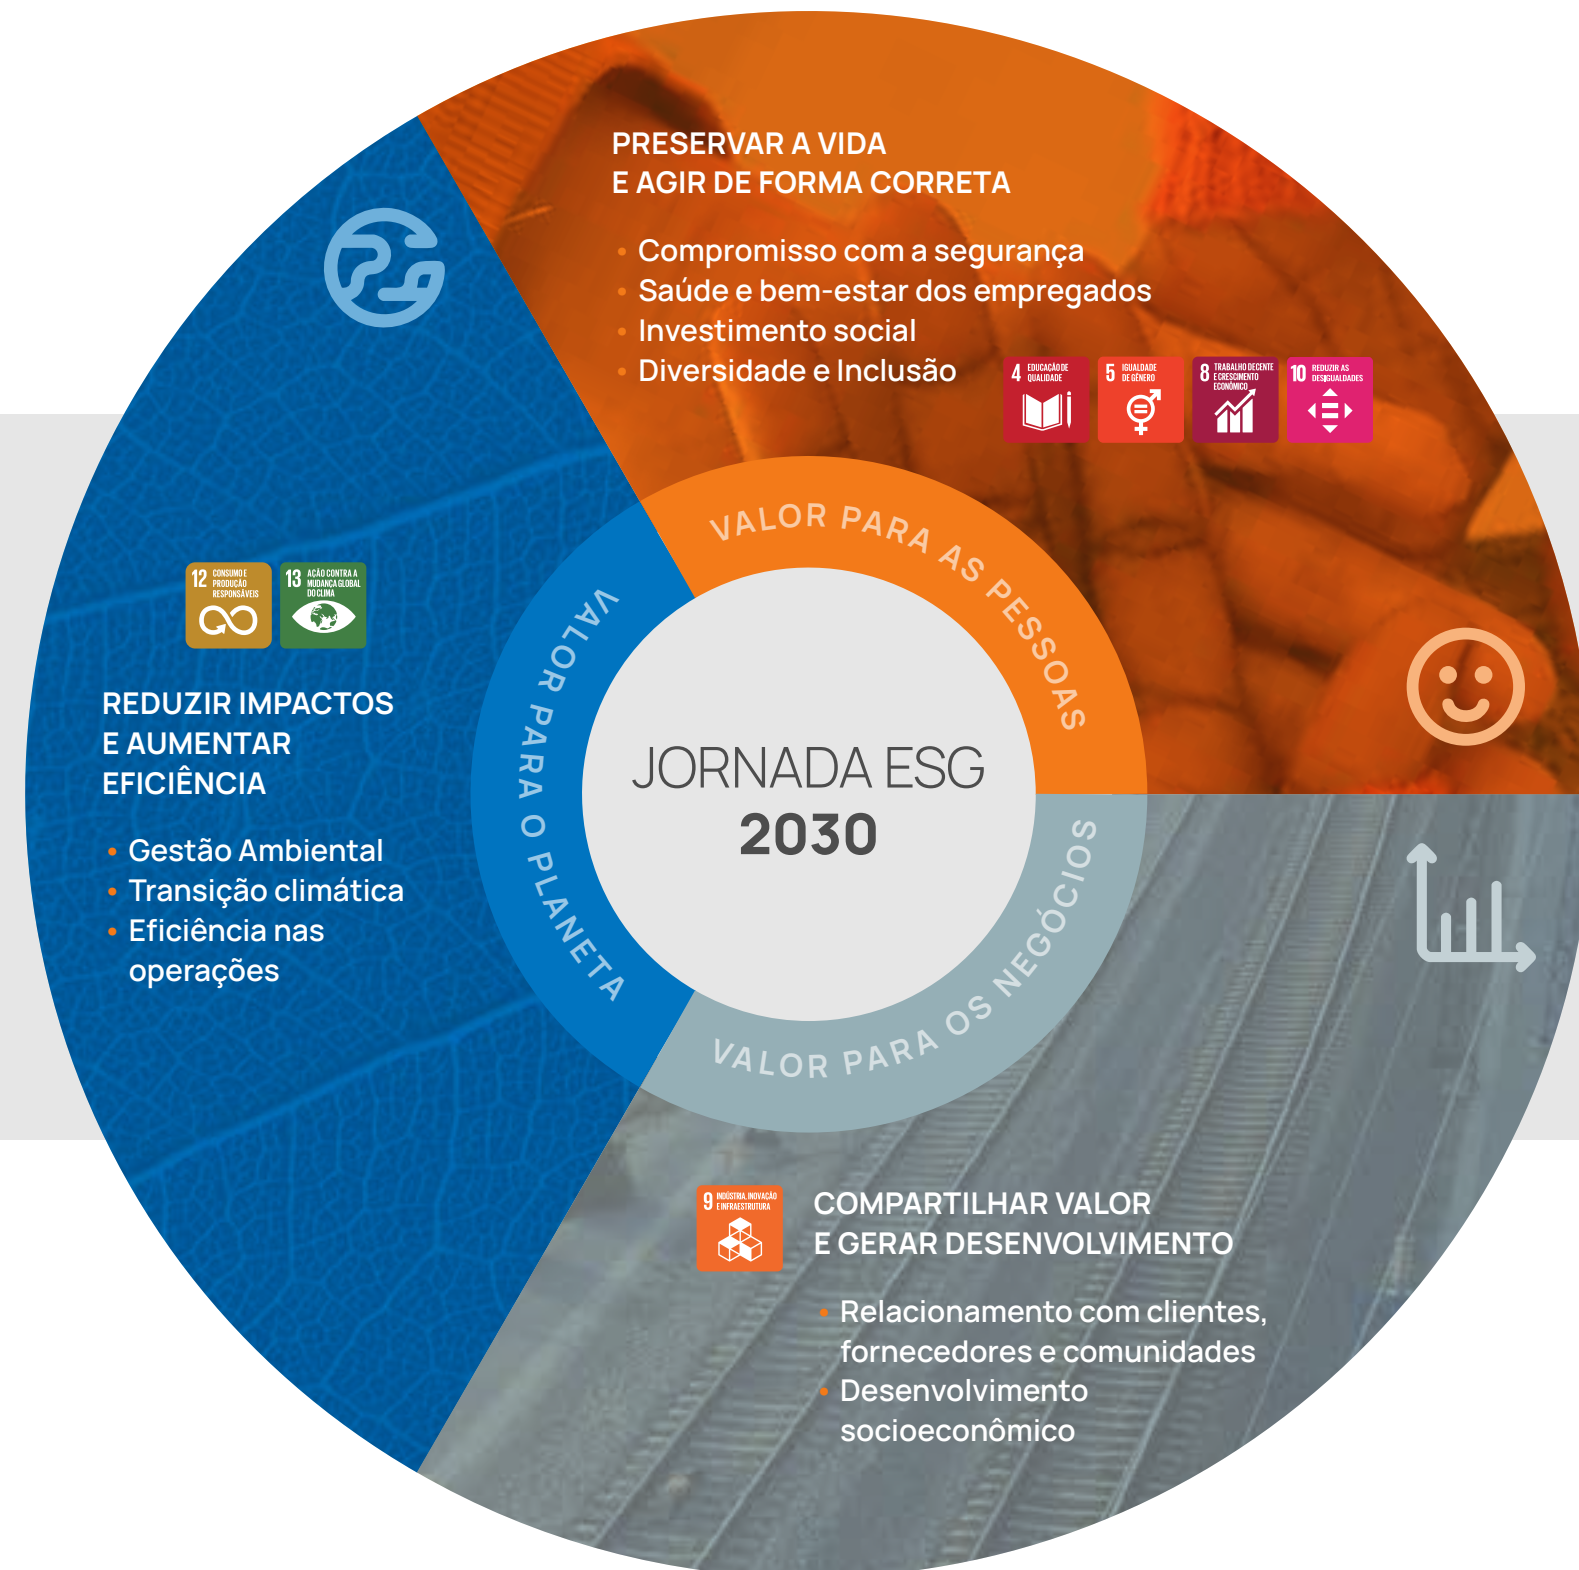 PRESERVAR A VIDA
E AGIR DE FORMA CORRETA
• Compromisso com a segurança
• Saúde e bem-estar dos empregados
• Investimento social
• Diversidade e Inclusão
4 EDUCAÇÃO DE
QUALIDADE
5 IGUALDADE
DE GÊNERO
8 TRABALHO DECENTE
E CRESCIMENTO
ECONÔMICO
10 REDUZIR AS
DESIGUALDADES
VALOR PARA AS PESSOAS
12 CONSUMO E
PRODUÇÃO
RESPONSÁVEIS
13 AÇÃO CONTRA A
MUDANÇA GLOBAL
DO CLIMA
REDUZIR IMPACTOS
E AUMENTAR
EFICIÊNCIA
• Gestão Ambiental
• Transição climática
• Eficiência nas
operações
VALOR PARA O PLANETA
JORNADA ESG
2030
VALOR PARA OS NEGÓCIOS
9 INDÚSTRIA, INOVAÇÃO
E INFRAESTRUTURA
COMPARTILHAR VALOR
E GERAR DESENVOLVIMENTO
• Relacionamento com clientes,
fornecedores e comunidades
• Desenvolvimento
socioeconômico